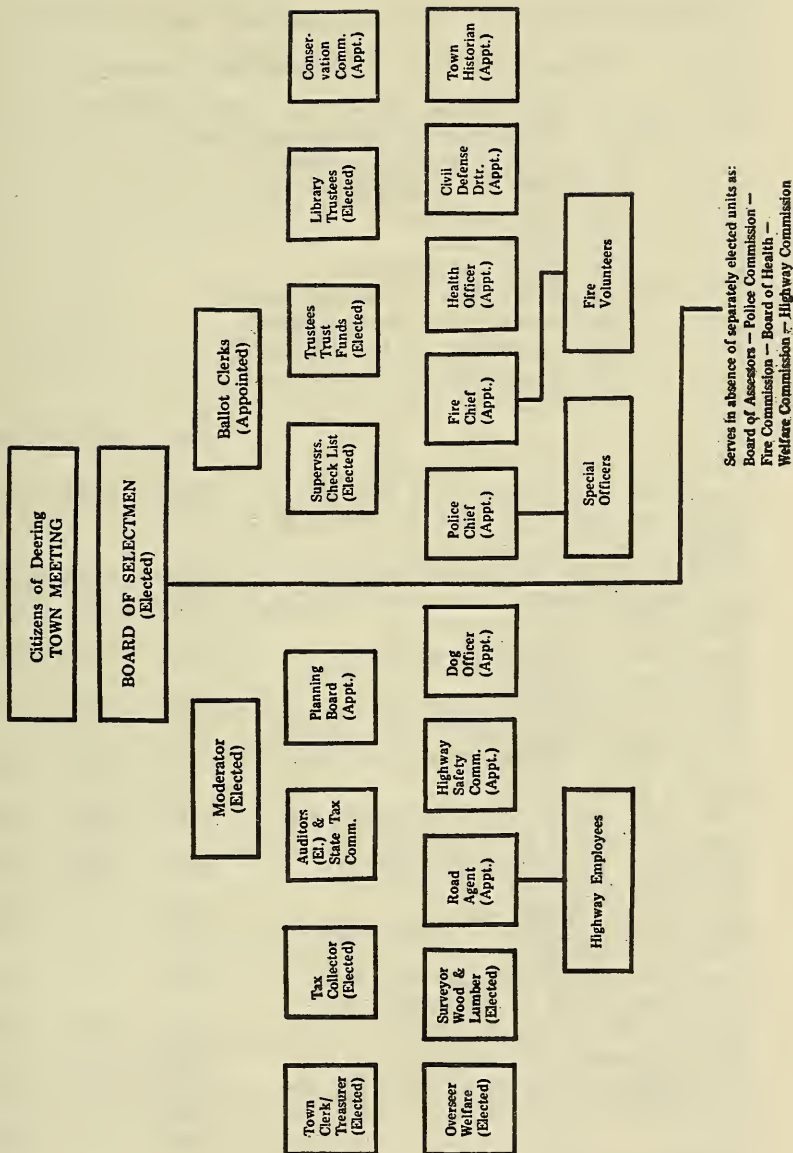 Citizens of Deering
TOWN MEETING
BOARD OF SELECTMEN
(Elected)
Moderator
(Elected)
Ballot Clerks
(Appointed)
Town
Clerk/
Treasurer
(Elected)
Tax
Collector
(Elected)
Auditors
(El.) &
State Tax
Comm.
Planning
Board
(Appt.)
Supervsrs.
Check List
(Elected)
Trustees
Trust
Funds
(Elected)
Library
Trustees
(Elected)
Conser-
vation
Comm.
(Appt.)
Overseer
Welfare
(Elected)
Surveyor
Wood &
Lumber
(Elected)
Road
Agent
(Appt.)
Highway
Safety
Comm.
(Appt.)
Dog
Officer
(Appt.)
Police
Chief
(Appt.)
Fire
Chief
(Appt.)
Health
Officer
(Appt.)
Civil
Defense
Drtr.
(Appt.)
Town
Historian
(Appt.)
Highway Employees
Special
Officers
Fire
Volunteers
Serves in absence of separately elected units as:
Board of Assessors — Police Commission —
Fire Commission — Board of Health —
Welfare Commission — Highway Commission